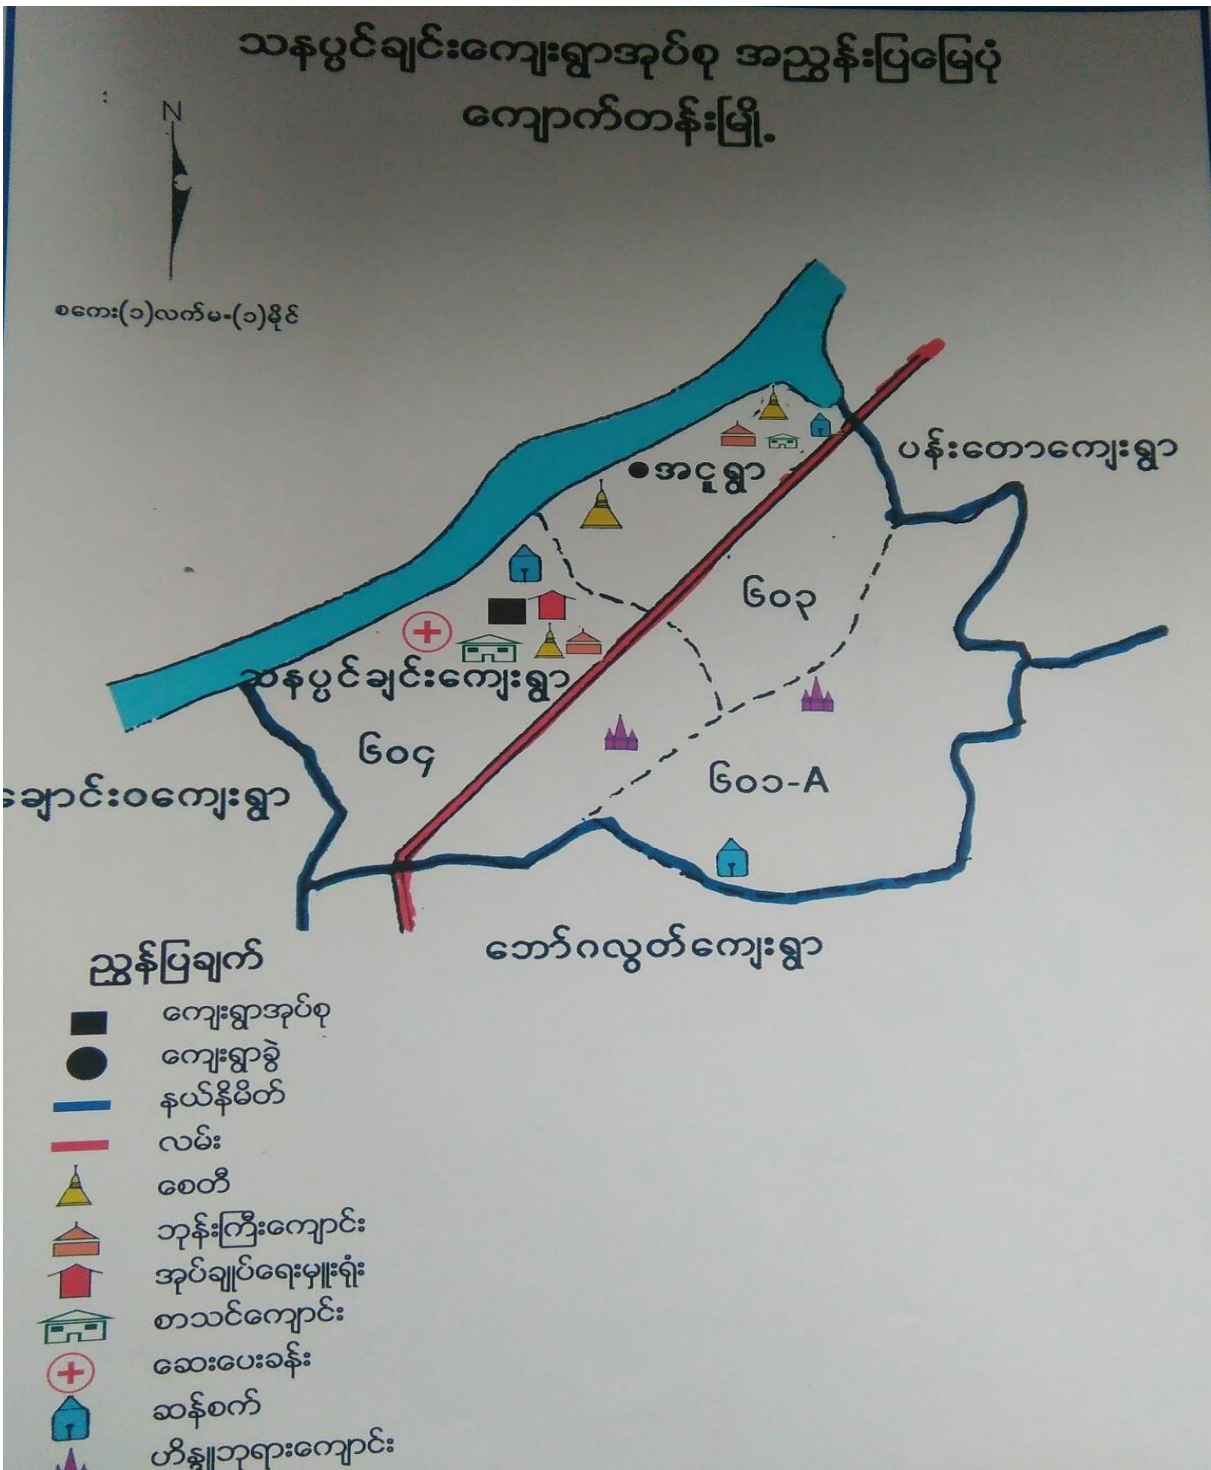 သနပ္ပင်ချင်းကျေးရွာအုပ်စု အညွှန်းပြမြေပုံ
ကျောက်တန်းမြို့
N
စကေး(၁)လက်မ-(၁)မိုင်
ပန်းတောကျေးရွာ
အငူရွာ
၆၀၃
သနပ္ပင်ချင်းကျေးရွာ
၆၀၄
၆၀၁-A
ချောင်းဝကျေးရွာ
ဘော်ဂလွတ်ကျေးရွာ
ညွှန်ပြချက်
ကျေးရွာအုပ်စု
ကျေးရွာခွဲ
နယ်နိမိတ်
လမ်း
စေတီ
ဘုန်းကြီးကျောင်း
အုပ်ချုပ်ရေးမှူးရုံး
စာသင်ကျောင်း
ဆေးပေးခန်း
ဆန်စက်
ဟိန္ဒူဘုရားကျောင်း